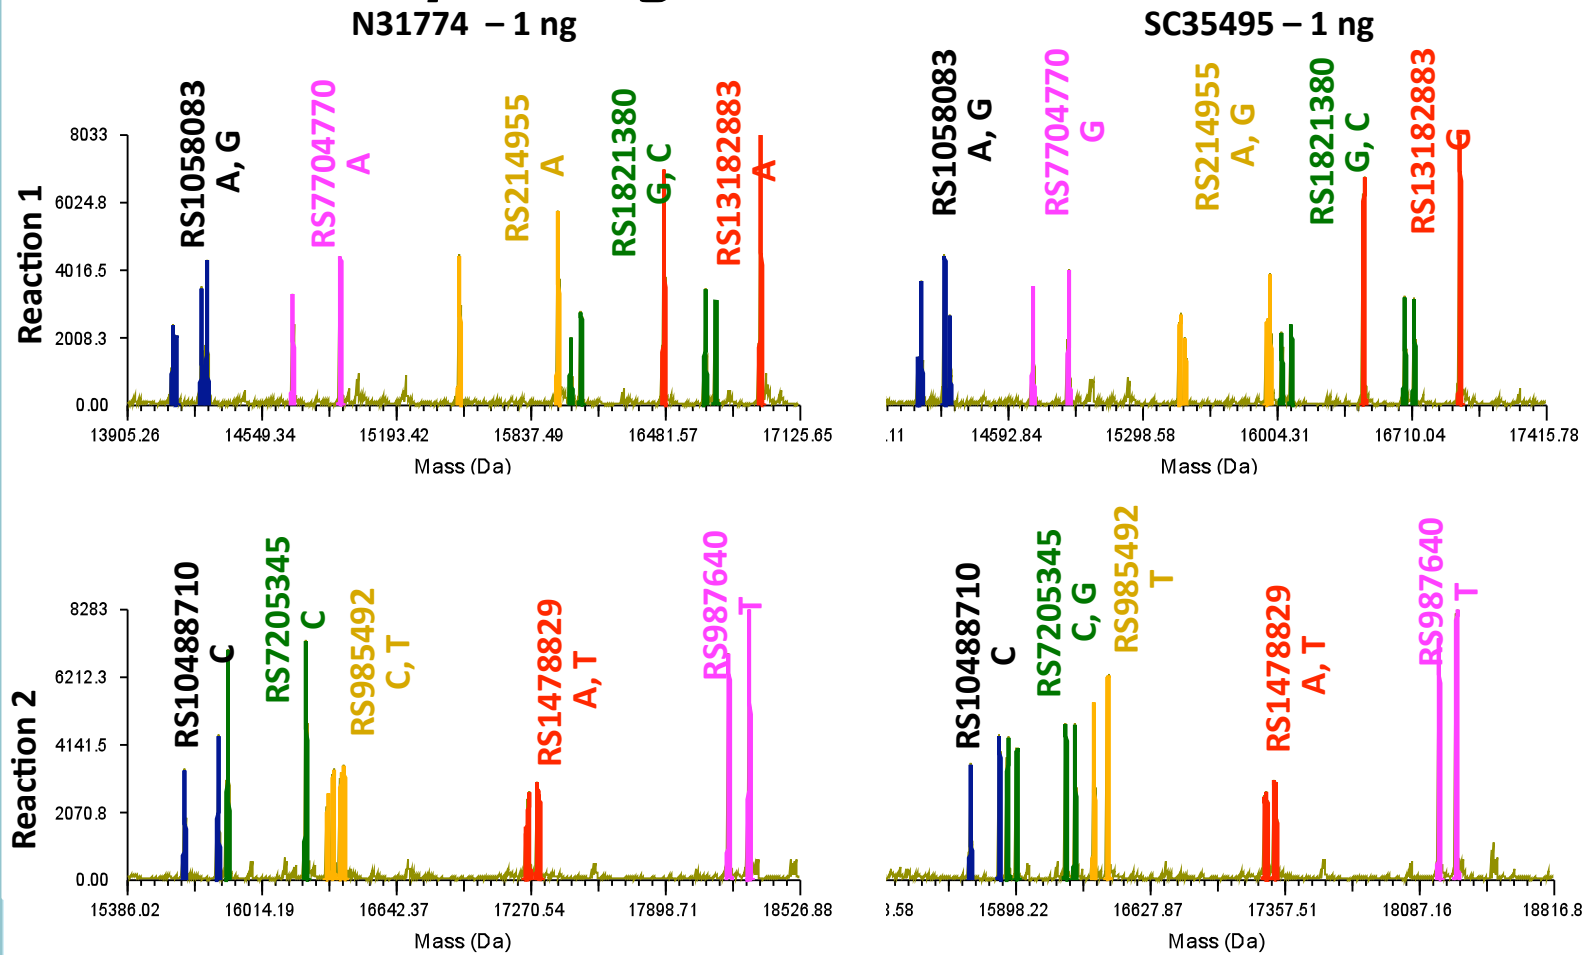 N31774 – 1 ng
SC35495 – 1 ng
Reaction 1
8033
6024.8
4016.5
2008.3
0.00
RS1058083
A, G
RS7704770
A
RS214955
A
RS1821380
G, C
RS13182883
A
13905.26 14549.34 15193.42 15837.49 16481.57 17125.65
Mass (Da)
RS1058083
A, G
RS7704770
G
RS214955
A, G
RS1821380
G, C
RS13182883
G
.11 14592.84 15298.58 16004.31 16710.04 17415.78
Mass (Da)
Reaction 2
8283
6212.3
4141.5
2070.8
0.00
RS10488710
C
RS7205345
C
RS985492
C, T
RS1478829
A, T
RS987640
T
15386.02 16014.19 16642.37 17270.54 17898.71 18526.88
Mass (Da)
RS10488710
C
RS7205345
C, G
RS985492
T
RS1478829
A, T
RS987640
T
.58 15898.22 16627.87 17357.51 18087.16 18816.8
Mass (Da)